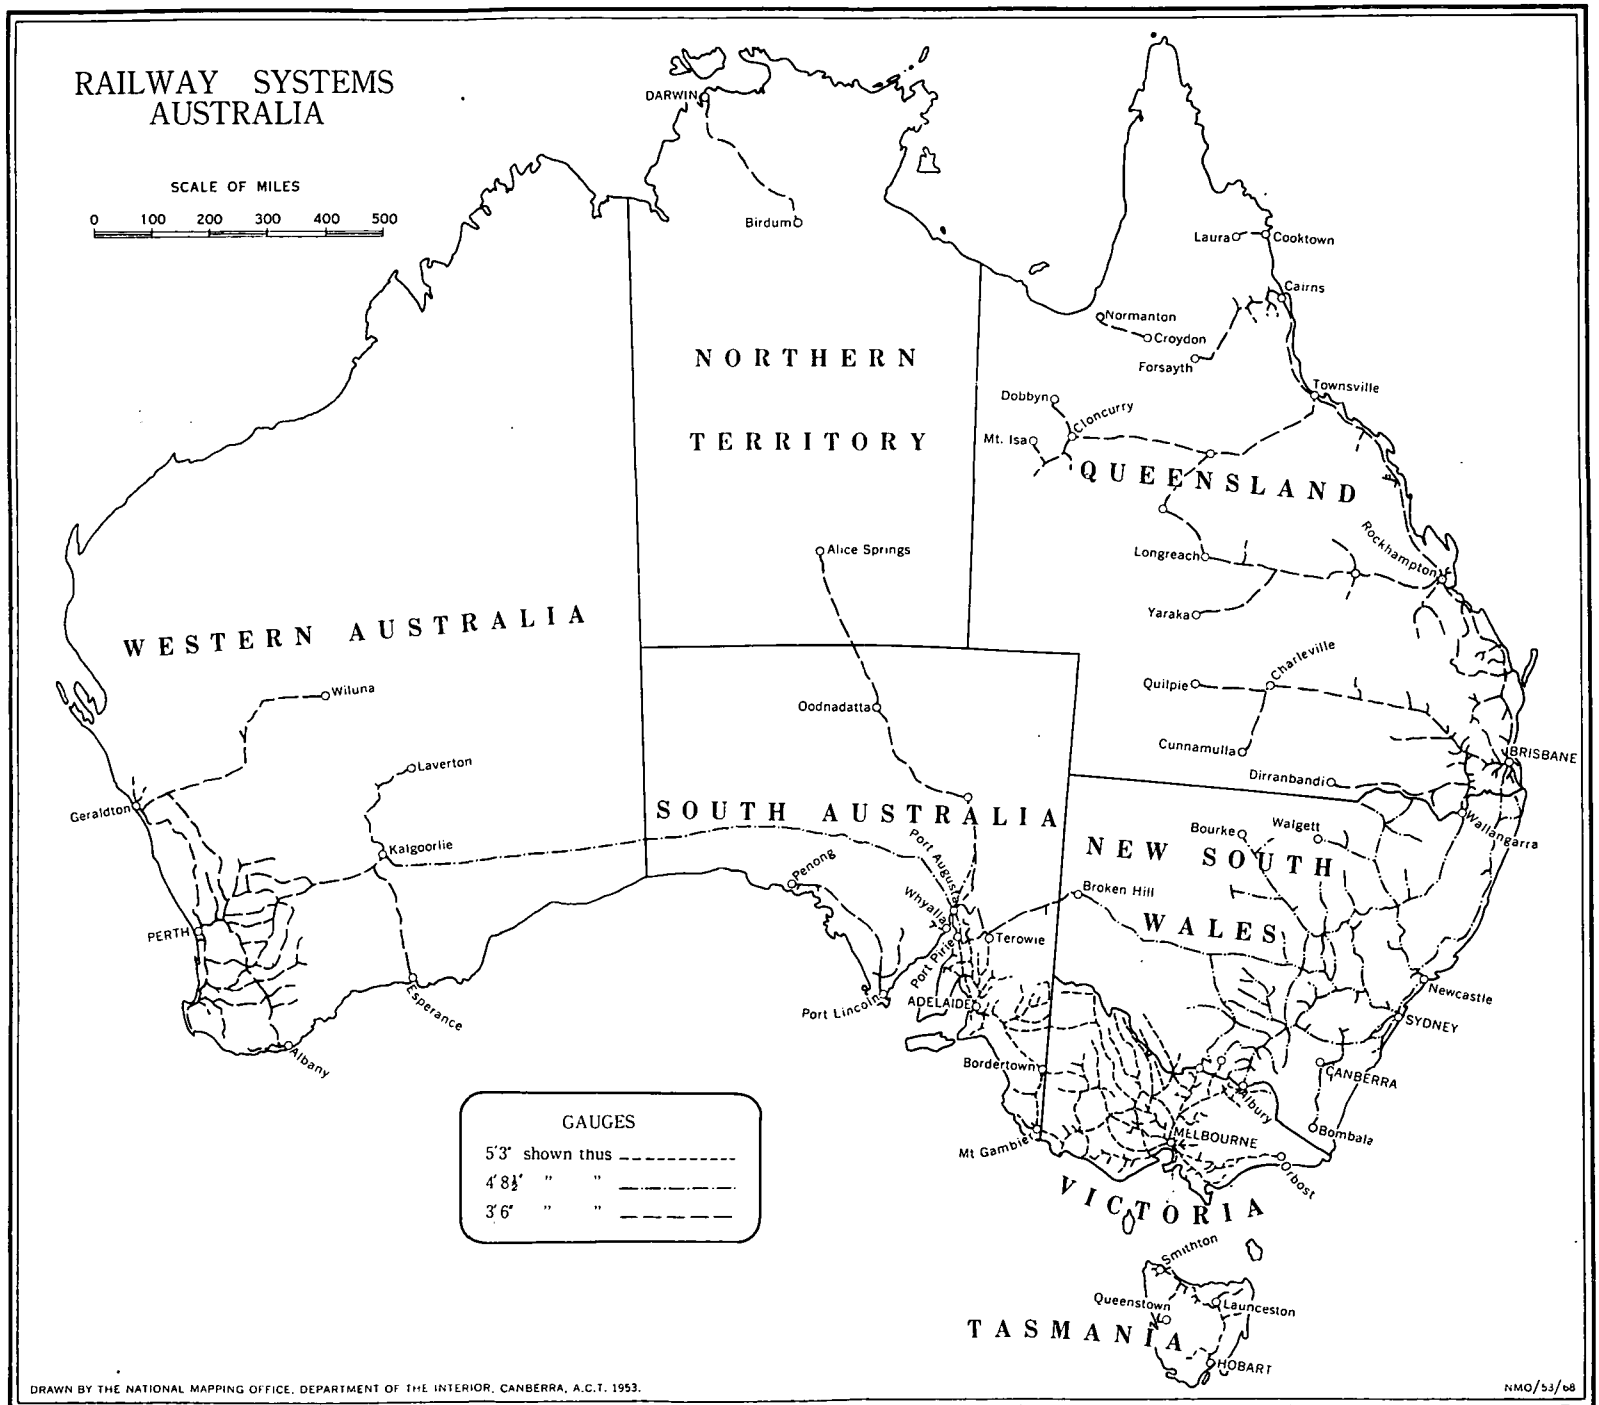 RAILWAY SYSTEMS
AUSTRALIA
SCALE OF MILES
0 100 200 300 400 500
DARWIN
Birdum
Laura
Cooktown
Cairns
Normanton
Croydon
Forsayth
NORTHERN
TERRITORY
Dobbyn
Cloncurry
Mt. Isa
Townsville
QUEENSLAND
Rockhampton
Longreach
Yaraka
Alice Springs
WESTERN AUSTRALIA
Charleville
Quilpie
Cunnamulla
Wiluna
Oodnadatta
BRISBANE
Dirranbandi
Laverton
Geraldton
SOUTH AUSTRALIA
Wallangarra
Bourke
Walgett
NEW SOUTH
WALES
Kalgoorlie
Port Augusta
Penong
Whyalla
Broken Hill
PERTH
Terowie
Port Pirie
Port Lincoln
ADELAIDE
Esperance
Newcastle
SYDNEY
Albany
Bordertown
CANBERRA
Albury
Bombala
Mt Gambier
MELBOURNE
Orbost
VICTORIA
GAUGES
5'3" shown thus
4'8½" " "
3'6" " "
Smithton
Queenstown
Launceston
TASMANIA
HOBART
DRAWN BY THE NATIONAL MAPPING OFFICE, DEPARTMENT OF THE INTERIOR, CANBERRA, A.C.T. 1953.
NMO/53/68